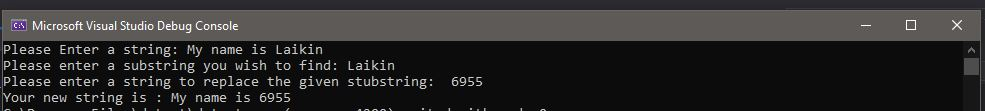 Microsoft Visual Studio Debug Console
Please Enter a string: My name is Laikin
Please enter a substring you wish to find: Laikin
Please enter a string to replace the given stubstring:  6955
Your new string is : My name is 6955